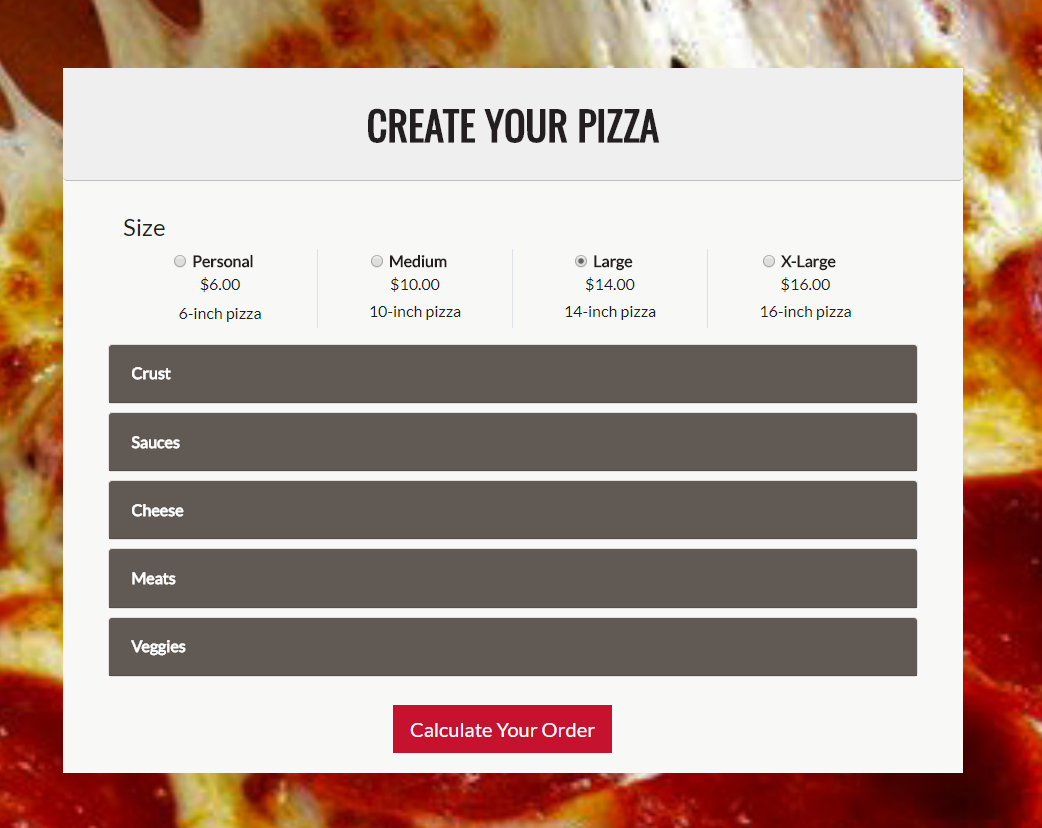 CREATE YOUR PIZZA
Size
Personal
$6.00
6-inch pizza
Medium
$10.00
10-inch pizza
Large
$14.00
14-inch pizza
X-Large
$16.00
16-inch pizza
Crust
Sauces
Cheese
Meats
Veggies
Calculate Your Order